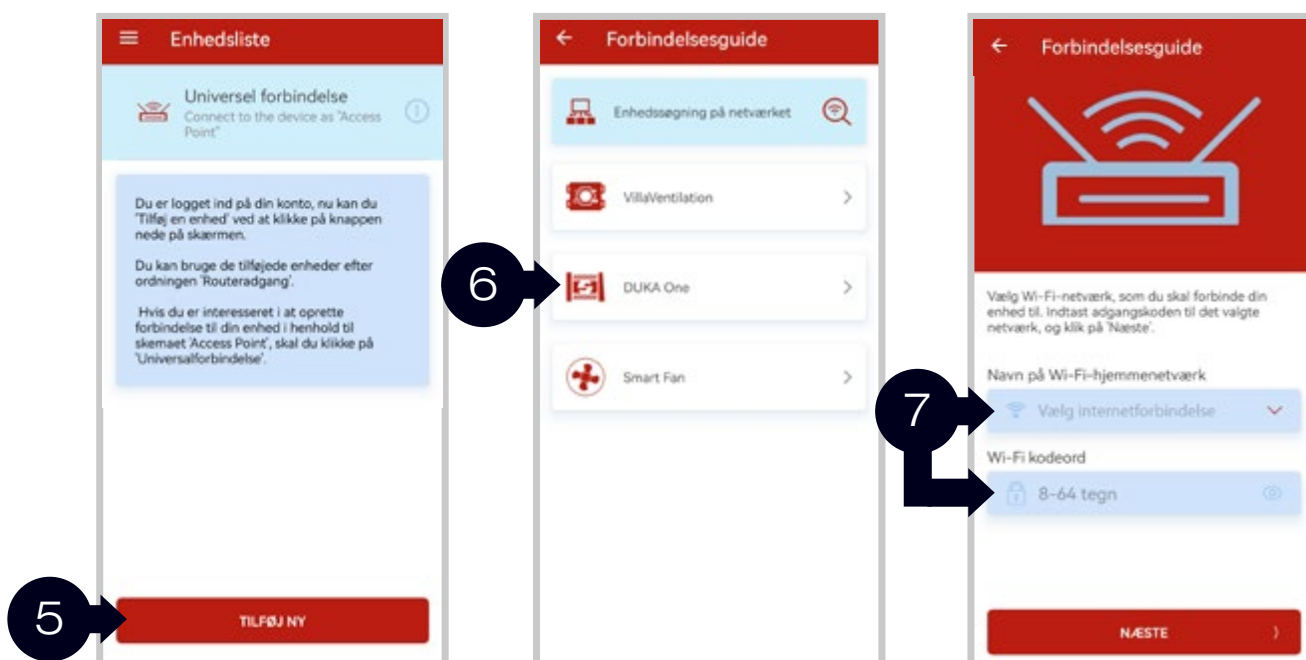 Enhedsliste
Universel forbindelse
Connect to the device as "Access
Point"
Du er logget ind på din konto, nu kan du
'Tilføj en enhed' ved at klikke på knappen
nede på skærmen.
Du kan bruge de tilføjede enheder efter
ordningen 'Routeradgang'.
Hvis du er interesseret i at oprette
forbindelse til din enhed i henhold til
skemaet 'Access Point', skal du klikke på
'Universalforbindelse'.
5
TILFØJ NY
Forbindelsesguide
Enhedssøgning på netværket
VillaVentilation
6
DUKA One
Smart Fan
Forbindelsesguide
Vælg Wi-Fi-netværk, som du skal forbinde din
enhed til. Indtast adgangskoden til det valgte
netværk, og klik på 'Næste'.
Navn på Wi-Fi-hjemmenetværk
7
Vælg internetforbindelse
Wi-Fi kodeord
8-64 tegn
NÆSTE